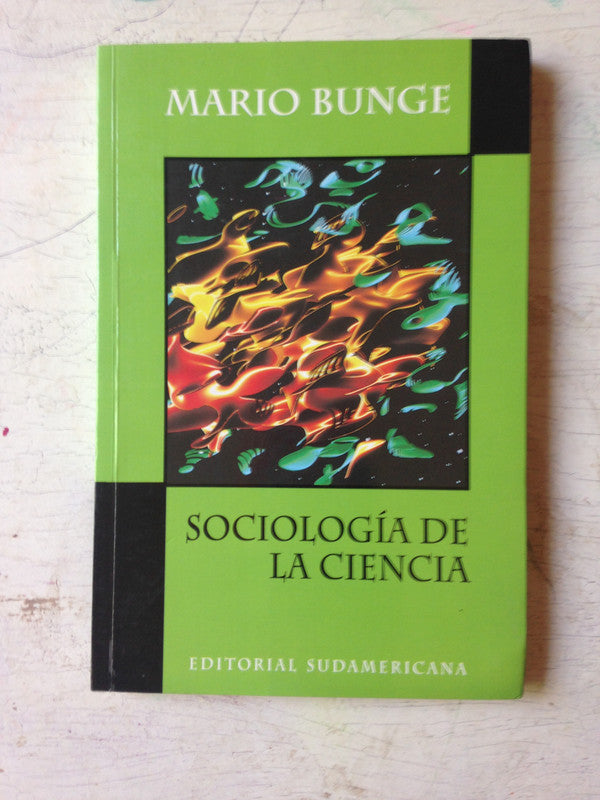 MARIO BUNGE
SOCIOLOGÍA DE
LA CIENCIA
EDITORIAL SUDAMERICANA